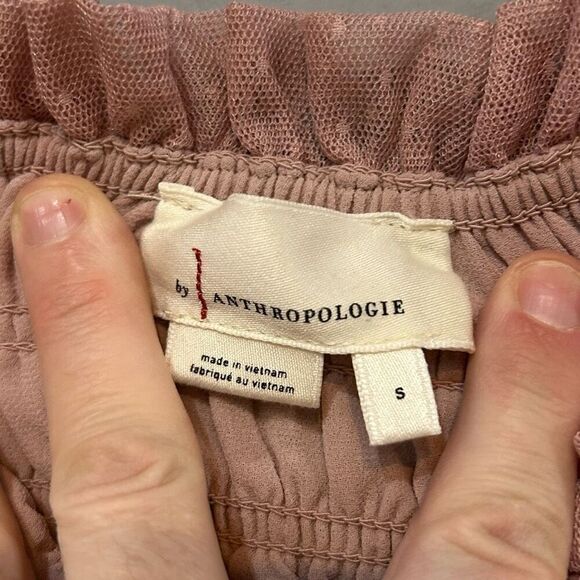 by ANTHROPOLOGIE
made in vietnam
fabriqué au vietnam
S